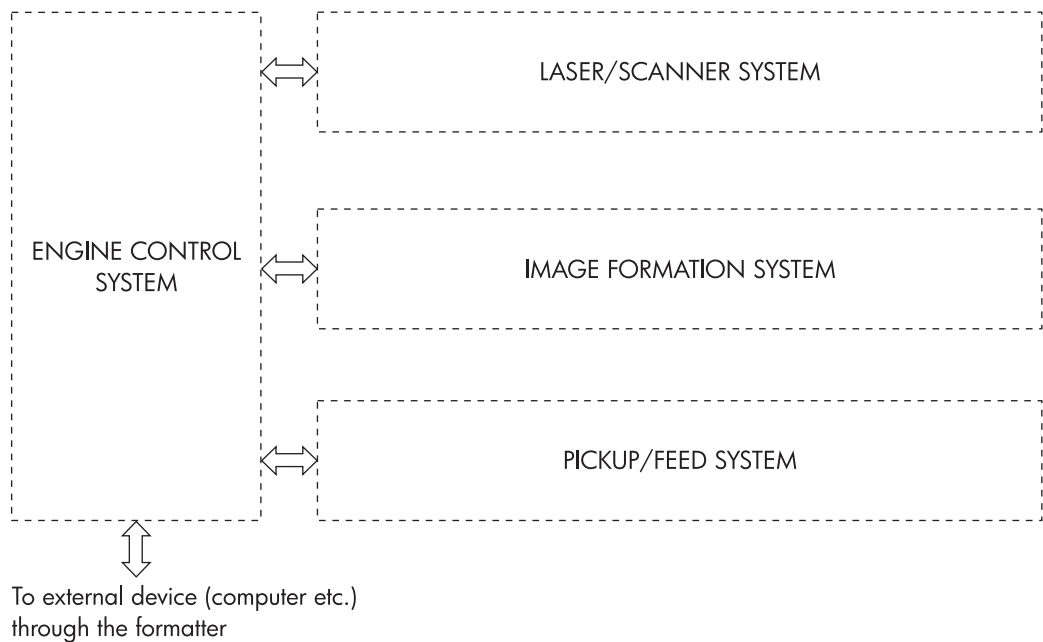 LASER/SCANNER SYSTEM
ENGINE CONTROL
SYSTEM
IMAGE FORMATION SYSTEM
PICKUP/FEED SYSTEM
To external device (computer etc.)
through the formatter